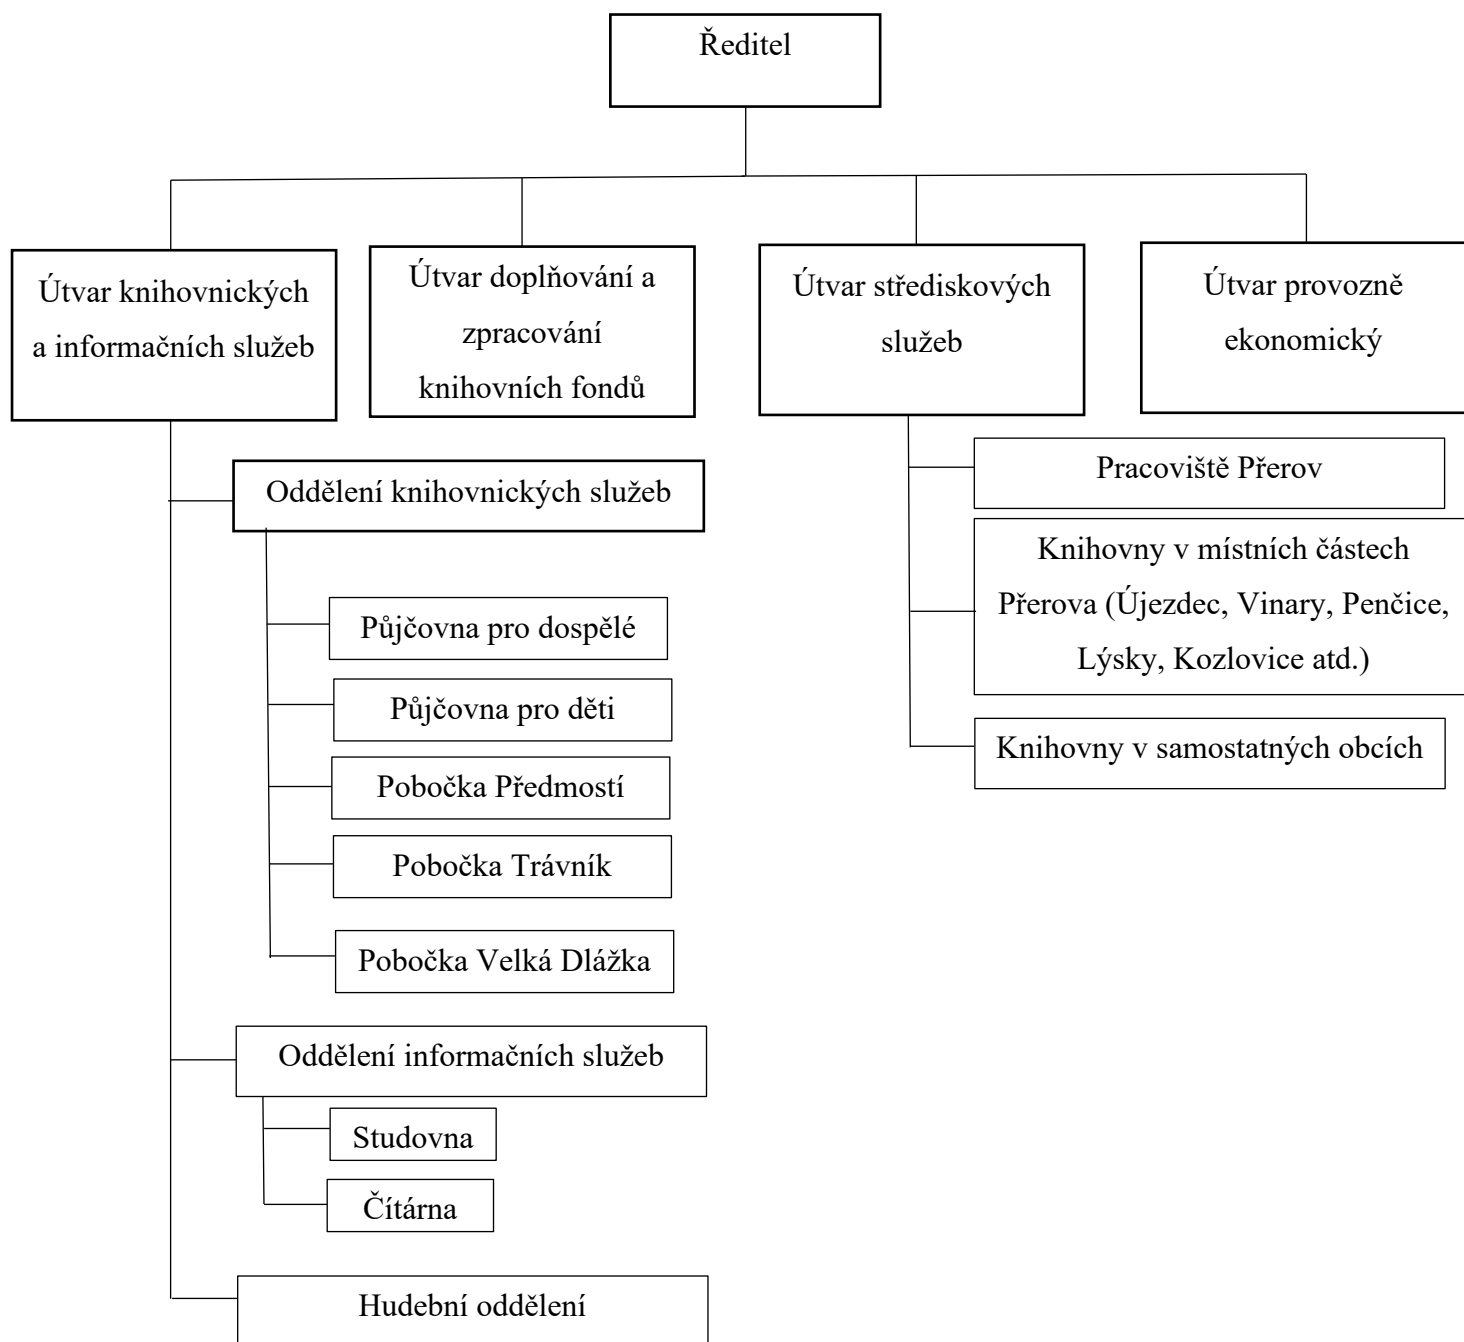 Ředitel
Útvar knihovnických
a informačních služeb
Útvar doplňování a
zpracování
knihovních fondů
Útvar střediskových
služeb
Útvar provozně
ekonomický
Oddělení knihovnických služeb
Půjčovna pro dospělé
Půjčovna pro děti
Pobočka Předmostí
Pobočka Trávník
Pobočka Velká Dlážka
Oddělení informačních služeb
Studovna
Čítárna
Hudební oddělení
Pracoviště Přerov
Knihovny v místních částech
Přerova (Újezdec, Vinary, Penčice,
Lýsky, Kozlovice atd.)
Knihovny v samostatných obcích